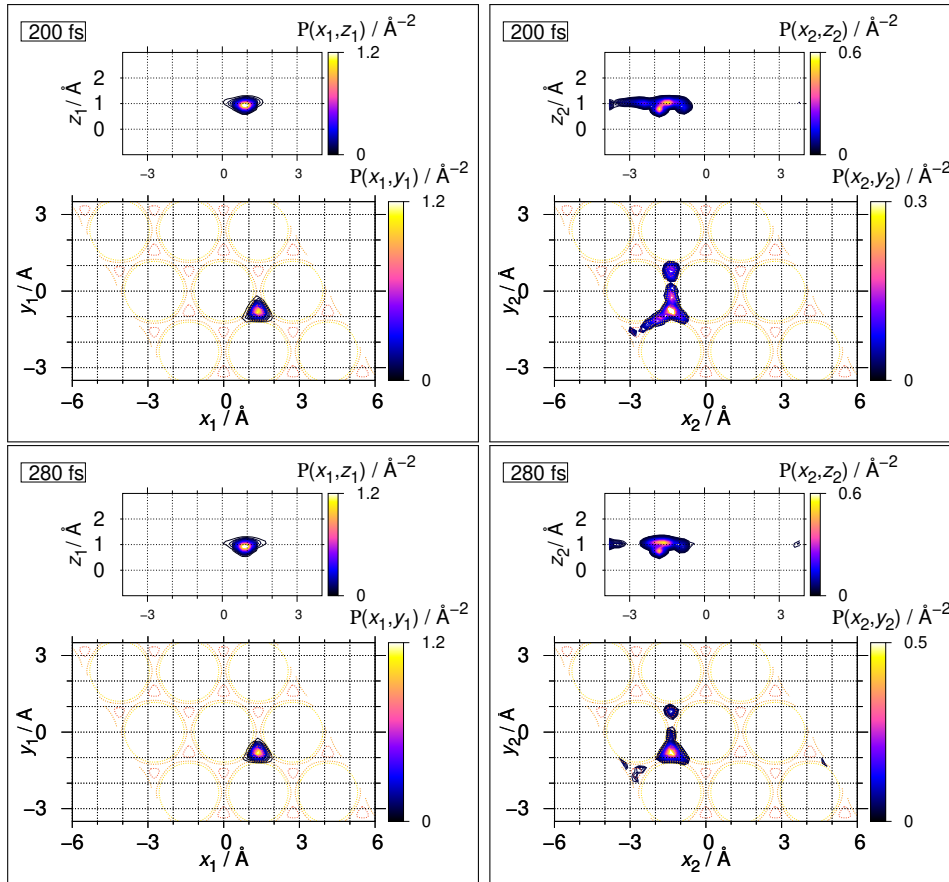 200 fs
P(x₁,z₁) / Å⁻²
1.2
0
z₁/ Å
2
1
0
−3 0 3
P(x₁,y₁) / Å⁻²
1.2
0
y₁/ Å
3
0
−3
−6 −3 0 3 6
x₁ / Å
200 fs
P(x₂,z₂) / Å⁻²
0.6
0
z₂/ Å
2
1
0
−3 0 3
P(x₂,y₂) / Å⁻²
0.3
0
y₂/ Å
3
0
−3
−6 −3 0 3 6
x₂ / Å
280 fs
P(x₁,z₁) / Å⁻²
1.2
0
z₁/ Å
2
1
0
−3 0 3
P(x₁,y₁) / Å⁻²
1.2
0
y₁/ Å
3
0
−3
−6 −3 0 3 6
x₁ / Å
280 fs
P(x₂,z₂) / Å⁻²
0.6
0
z₂/ Å
2
1
0
−3 0 3
P(x₂,y₂) / Å⁻²
0.5
0
y₂/ Å
3
0
−3
−6 −3 0 3 6
x₂ / Å